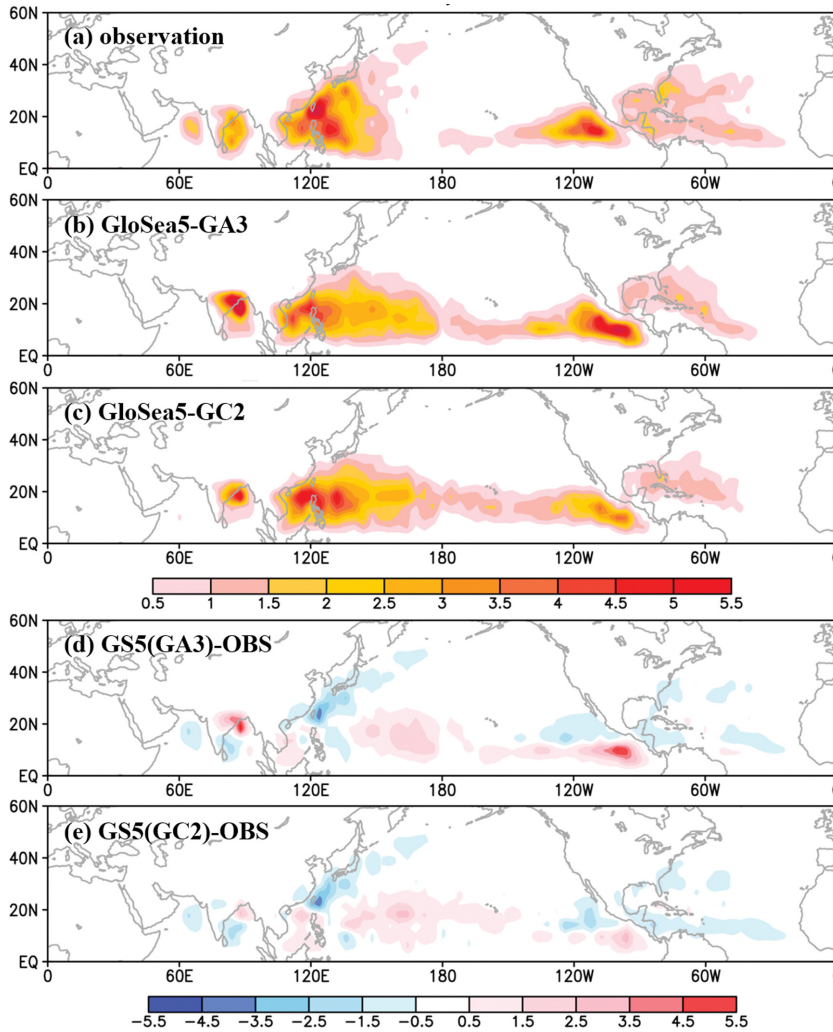 (a) observation
60N
40N
20N
EQ
0 60E 120E 180 120W 60W 0
(b) GloSea5-GA3
60N
40N
20N
EQ
0 60E 120E 180 120W 60W 0
(c) GloSea5-GC2
60N
40N
20N
EQ
0 60E 120E 180 120W 60W 0
0.5 1 1.5 2 2.5 3 3.5 4 4.5 5 5.5
(d) GS5(GA3)-OBS
60N
40N
20N
EQ
0 60E 120E 180 120W 60W 0
(e) GS5(GC2)-OBS
60N
40N
20N
EQ
0 60E 120E 180 120W 60W 0
−5.5 −4.5 −3.5 −2.5 −1.5 −0.5 0.5 1.5 2.5 3.5 4.5 5.5